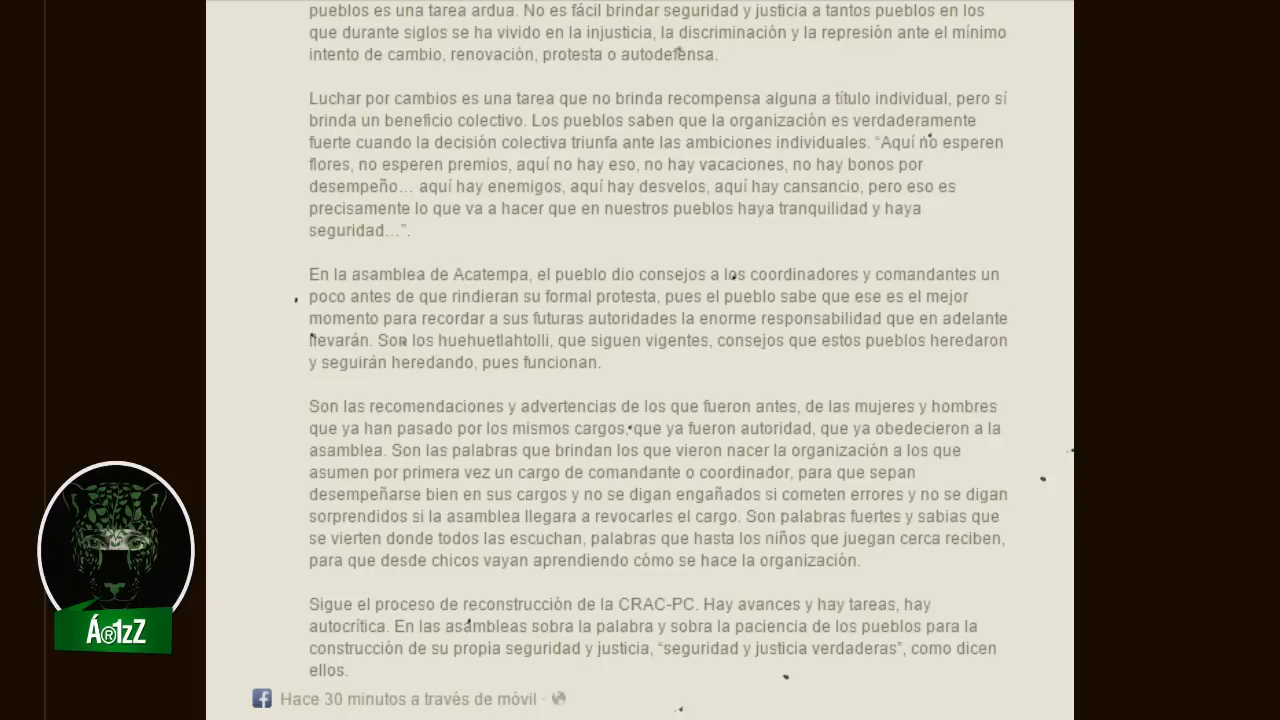 pueblos es una tarea ardua. No es fácil brindar seguridad y justicia a tantos pueblos en los
que durante siglos se ha vivido en la injusticia, la discriminación y la represión ante el mínimo
intento de cambio, renovación, protesta o autodefensa.
Luchar por cambios es una tarea que no brinda recompensa alguna a título individual, pero sí
brinda un beneficio colectivo. Los pueblos saben que la organización es verdaderamente
fuerte cuando la decisión colectiva triunfa ante las ambiciones individuales. “Aquí no esperen
flores, no esperen premios, aquí no hay eso, no hay vacaciones, no hay bonos por
desempeño… aquí hay enemigos, aquí hay desvelos, aquí hay cansancio, pero eso es
precisamente lo que va a hacer que en nuestros pueblos haya tranquilidad y haya
seguridad…”.
En la asamblea de Acatempa, el pueblo dio consejos a los coordinadores y comandantes un
poco antes de que rindieran su formal protesta, pues el pueblo sabe que ese es el mejor
momento para recordar a sus futuras autoridades la enorme responsabilidad que en adelante
llevarán. Son los huehuetlahtolli, que siguen vigentes, consejos que estos pueblos heredaron
y seguirán heredando, pues funcionan.
Son las recomendaciones y advertencias de los que fueron antes, de las mujeres y hombres
que ya han pasado por los mismos cargos, que ya fueron autoridad, que ya obedecieron a la
asamblea. Son las palabras que brindan los que vieron nacer la organización a los que
asumen por primera vez un cargo de comandante o coordinador, para que sepan
desempeñarse bien en sus cargos y no se digan engañados si cometen errores y no se digan
sorprendidos si la asamblea llegara a revocarles el cargo. Son palabras fuertes y sabias que
se vierten donde todos las escuchan, palabras que hasta los niños que juegan cerca reciben,
para que desde chicos vayan aprendiendo cómo se hace la organización.
Sigue el proceso de reconstrucción de la CRAC-PC. Hay avances y hay tareas, hay
autocrítica. En las asambleas sobra la palabra y sobra la paciencia de los pueblos para la
construcción de su propia seguridad y justicia, “seguridad y justicia verdaderas”, como dicen
ellos.
Hace 30 minutos a través de móvil ·
Á®1zZ